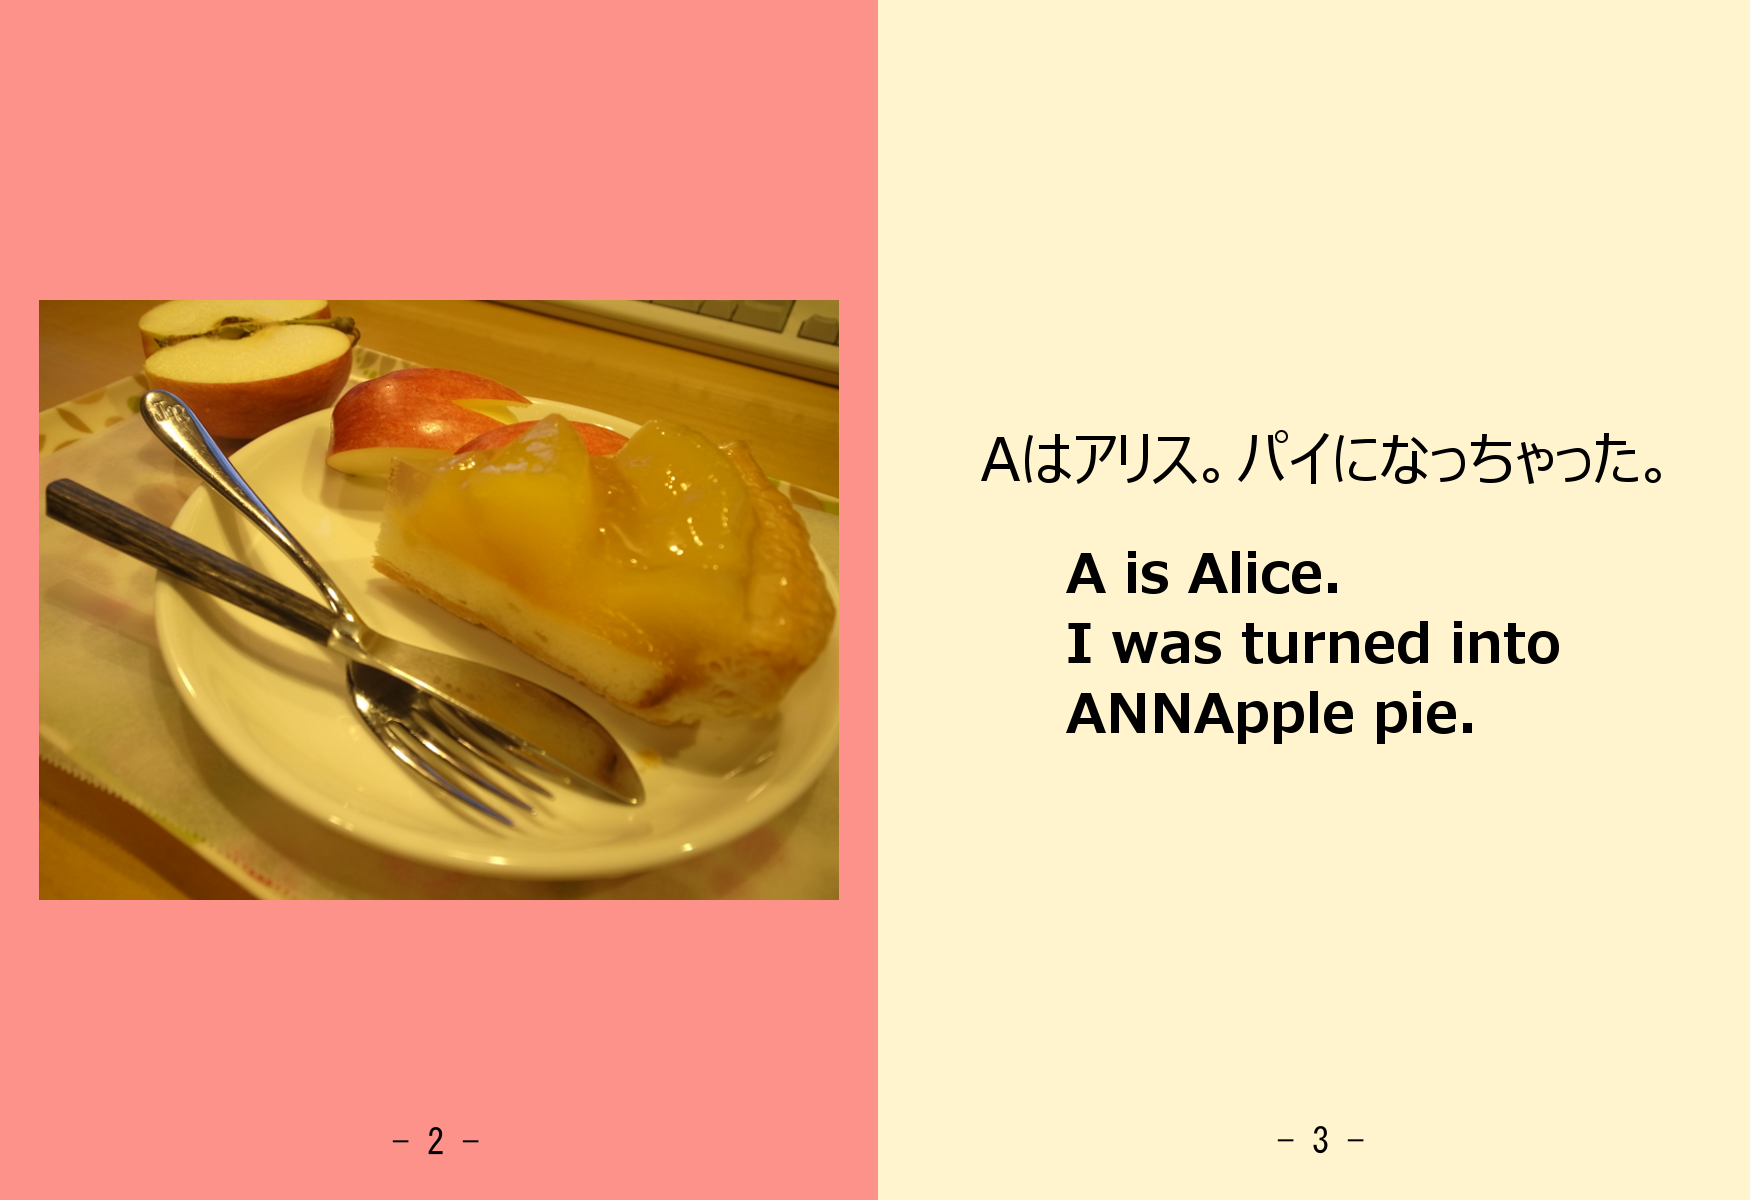 Aはアリス。パイになっちゃった。
A is Alice.
I was turned into
ANNApple pie.
- 2 -
- 3 -